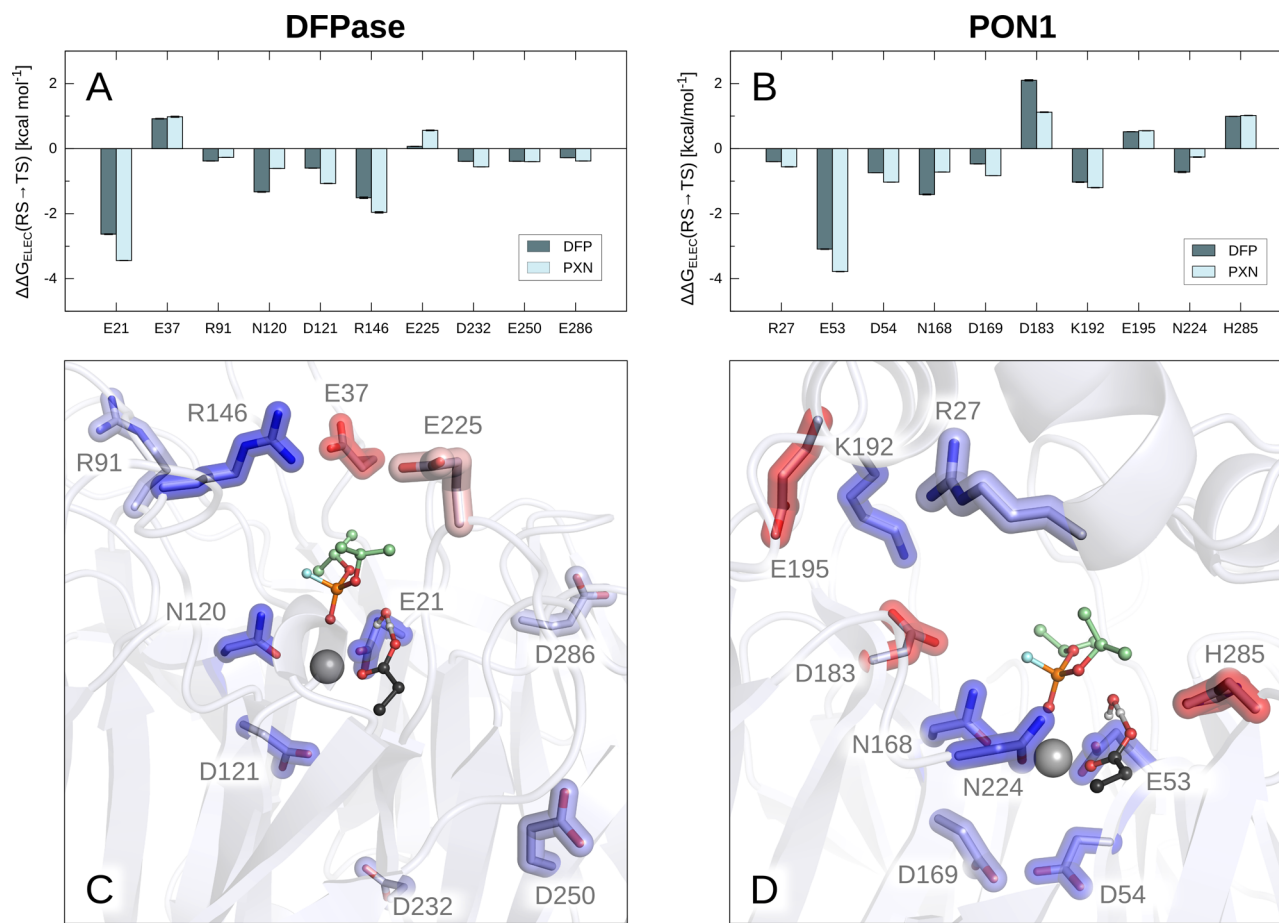 DFPase
PON1
A
ΔΔG_ELEC(RS→TS) [kcal mol⁻¹]
2
0
-2
-4
DFP
PXN
E21 E37 R91 N120 D121 R146 E225 D232 E250 E286
B
ΔΔG_ELEC(RS→TS) [kcal/mol⁻¹]
2
0
-2
-4
DFP
PXN
R27 E53 D54 N168 D169 D183 K192 E195 N224 H285
E37
R146
E225
R91
N120
E21
D286
D121
D250
C
D232
R27
K192
E195
D183
H285
N168
N224
E53
D169
D54
D